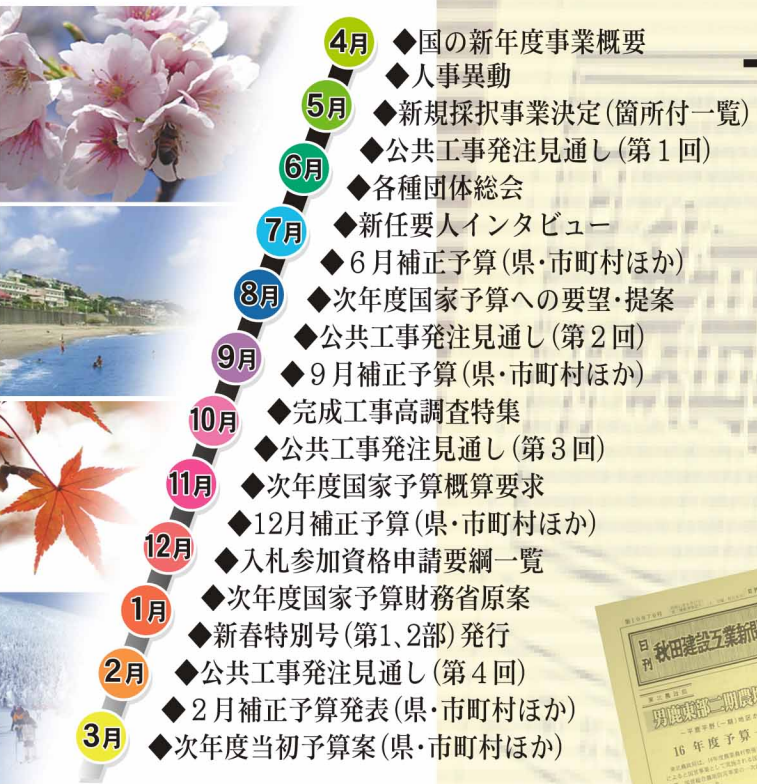 4月 ◆国の新年度事業概要
◆人事異動
5月 ◆新規採択事業決定(箇所付一覧)
◆公共工事発注見通し(第1回)
6月 ◆各種団体総会
7月 ◆新任要人インタビュー
◆6月補正予算(県・市町村ほか)
8月 ◆次年度国家予算への要望・提案
◆公共工事発注見通し(第2回)
9月 ◆9月補正予算(県・市町村ほか)
10月 ◆完成工事高調査特集
◆公共工事発注見通し(第3回)
11月 ◆次年度国家予算概算要求
◆12月補正予算(県・市町村ほか)
12月 ◆入札参加資格申請要綱一覧
1月 ◆次年度国家予算財務省原案
◆新春特別号(第1、2部)発行
2月 ◆公共工事発注見通し(第4回)
◆2月補正予算発表(県・市町村ほか)
3月 ◆次年度当初予算案(県・市町村ほか)
日刊 秋田建設工業新聞
男鹿東部二期農
16年度予算